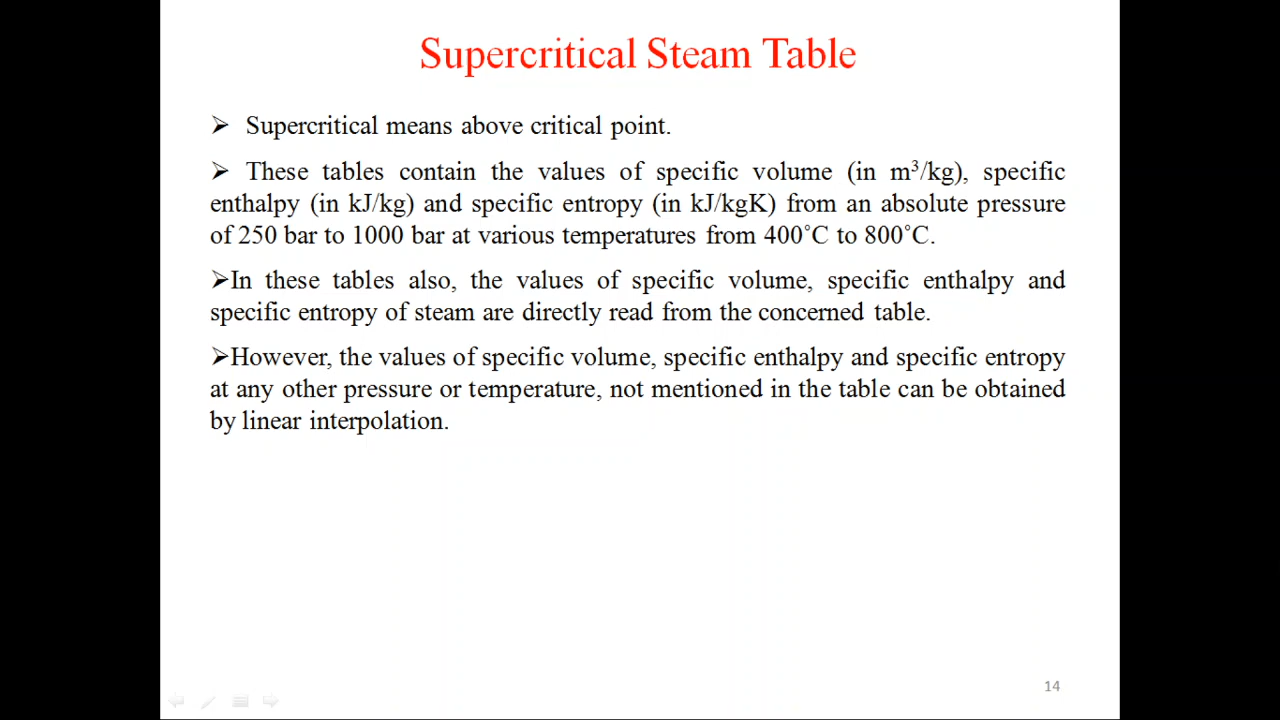 Supercritical Steam Table
➢ Supercritical means above critical point.
➢ These tables contain the values of specific volume (in m³/kg), specific
enthalpy (in kJ/kg) and specific entropy (in kJ/kgK) from an absolute pressure
of 250 bar to 1000 bar at various temperatures from 400˚C to 800˚C.
➢In these tables also, the values of specific volume, specific enthalpy and
specific entropy of steam are directly read from the concerned table.
➢However, the values of specific volume, specific enthalpy and specific entropy
at any other pressure or temperature, not mentioned in the table can be obtained
by linear interpolation.
14